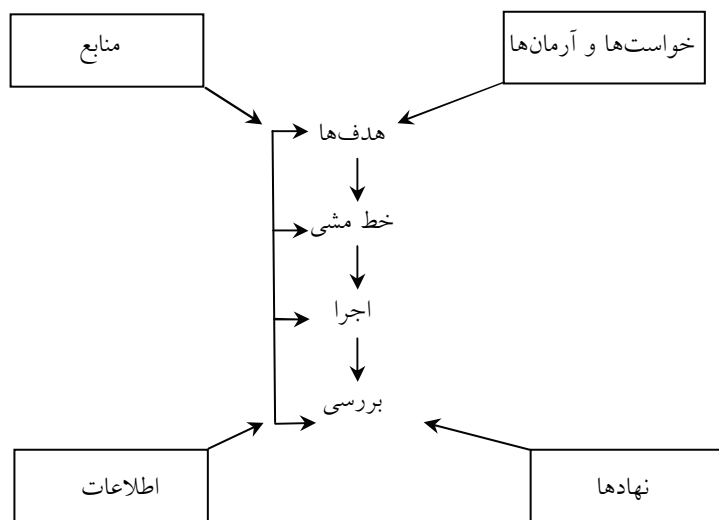 خواست‌ها و آرمان‌ها
منابع
هدف‌ها
خط مشی
اجرا
بررسی
نهادها
اطلاعات